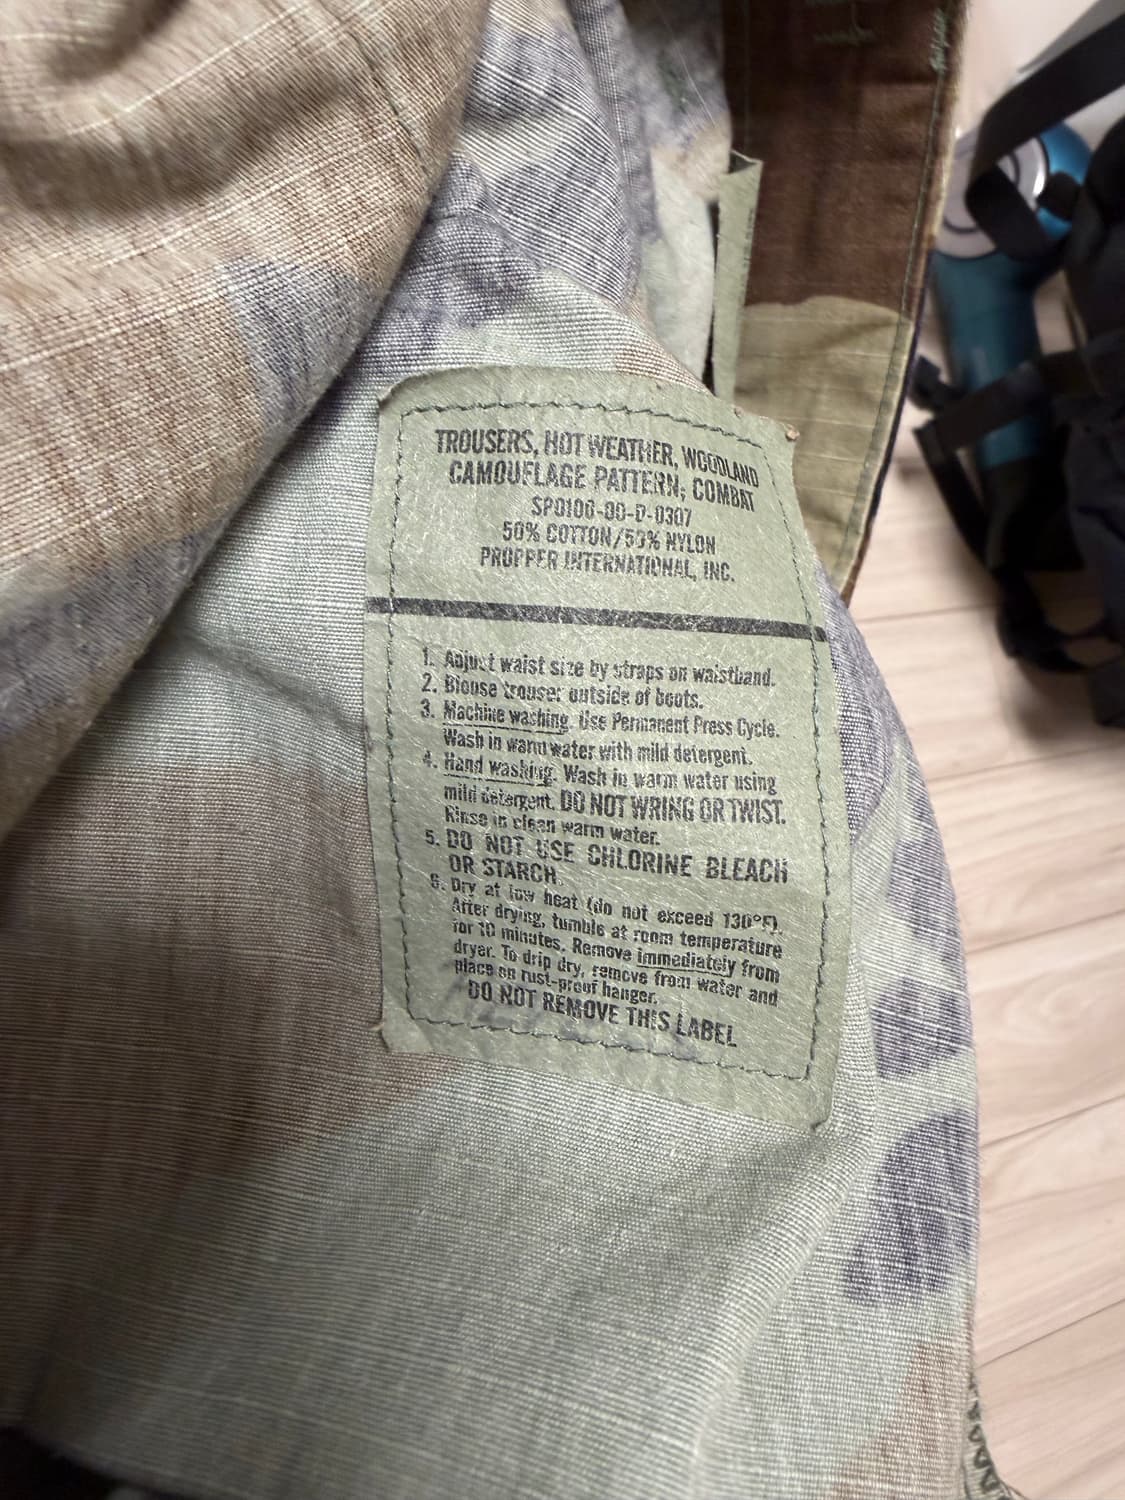 TROUSERS, HOT WEATHER, WOODLAND
CAMOUFLAGE PATTERN; COMBAT
SP0100-00-D-0307
50% COTTON/50% NYLON
PROPPER INTERNATIONAL, INC.
1. Adjust waist size by straps on waistband.
2. Blouse trouser outside of boots.
3. Machine washing. Use Permanent Press Cycle.
Wash in warm water with mild detergent.
4. Hand washing. Wash in warm water using
mild detergent. DO NOT WRING OR TWIST.
Rinse in clean warm water.
5. DO NOT USE CHLORINE BLEACH
OR STARCH.
6. Dry at low heat (do not exceed 130°F).
After drying, tumble at room temperature
for 10 minutes. Remove immediately from
dryer. To drip dry, remove from water and
place on rust-proof hanger.
DO NOT REMOVE THIS LABEL